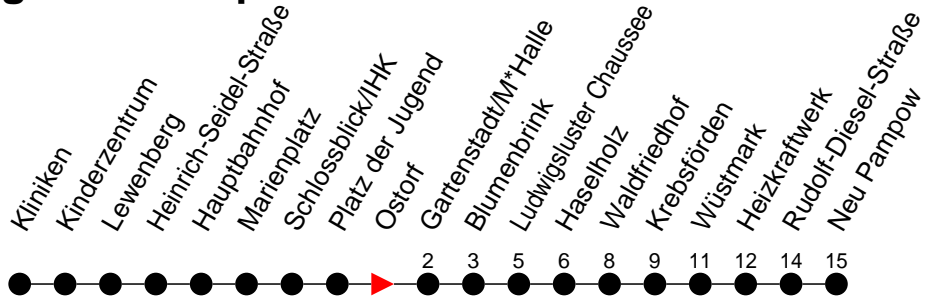 Kliniken
Kinderzentrum
Lewenberg
Heinrich-Seidel-Straße
Hauptbahnhof
Marienplatz
Schlossblick/IHK
Platz der Jugend
Ostorf
Gartenstadt/M*Halle
Blumenbrink
Ludwigsluster Chaussee
Haselholz
Waldfriedhof
Krebsförden
Wüstmark
Heizkraftwerk
Rudolf-Diesel-Straße
Neu Pampow
2 3 5 6 8 9 11 12 14 15